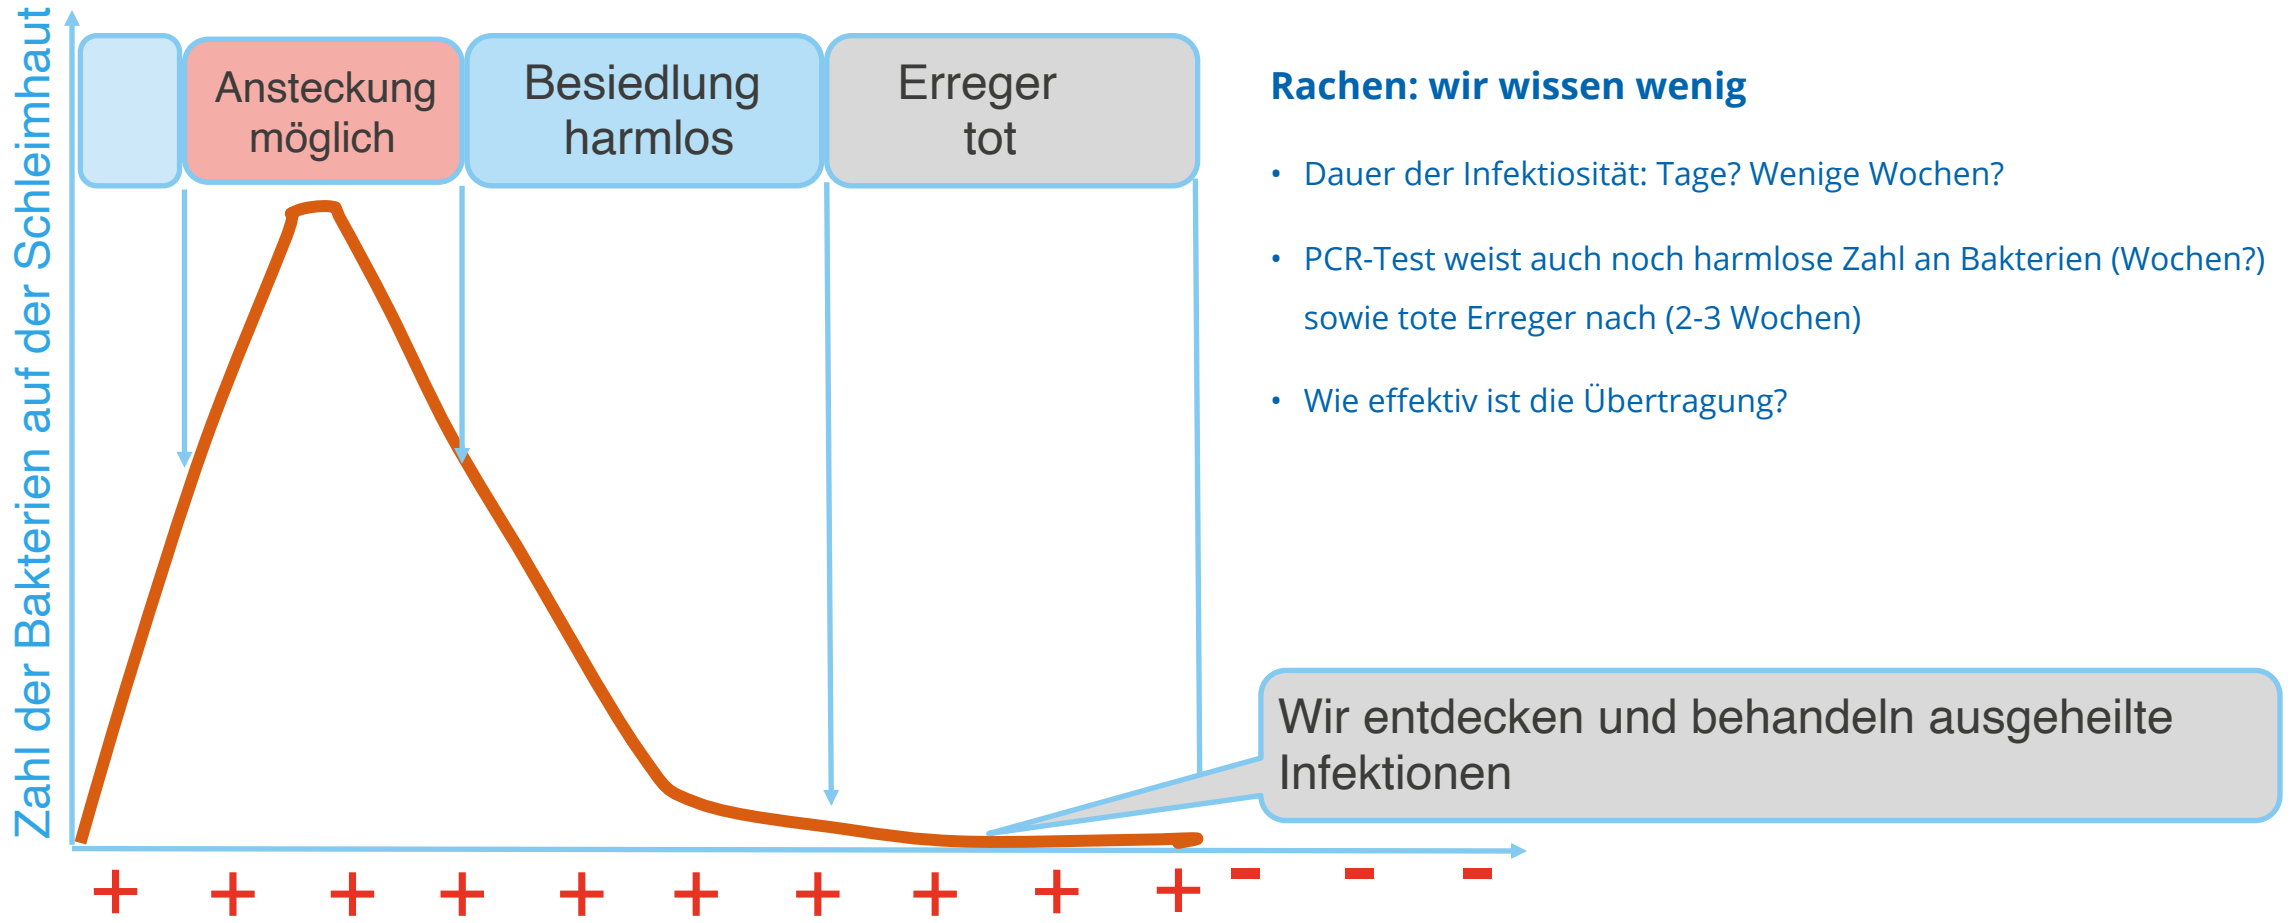 Zahl der Bakterien auf der Schleimhaut
Ansteckung
möglich
Besiedlung
harmlos
Erreger
tot
Rachen: wir wissen wenig
• Dauer der Infektiosität: Tage? Wenige Wochen?
• PCR-Test weist auch noch harmlose Zahl an Bakterien (Wochen?)
sowie tote Erreger nach (2-3 Wochen)
• Wie effektiv ist die Übertragung?
Wir entdecken und behandeln ausgeheilte
Infektionen
+ + + + + + + + + + - - -